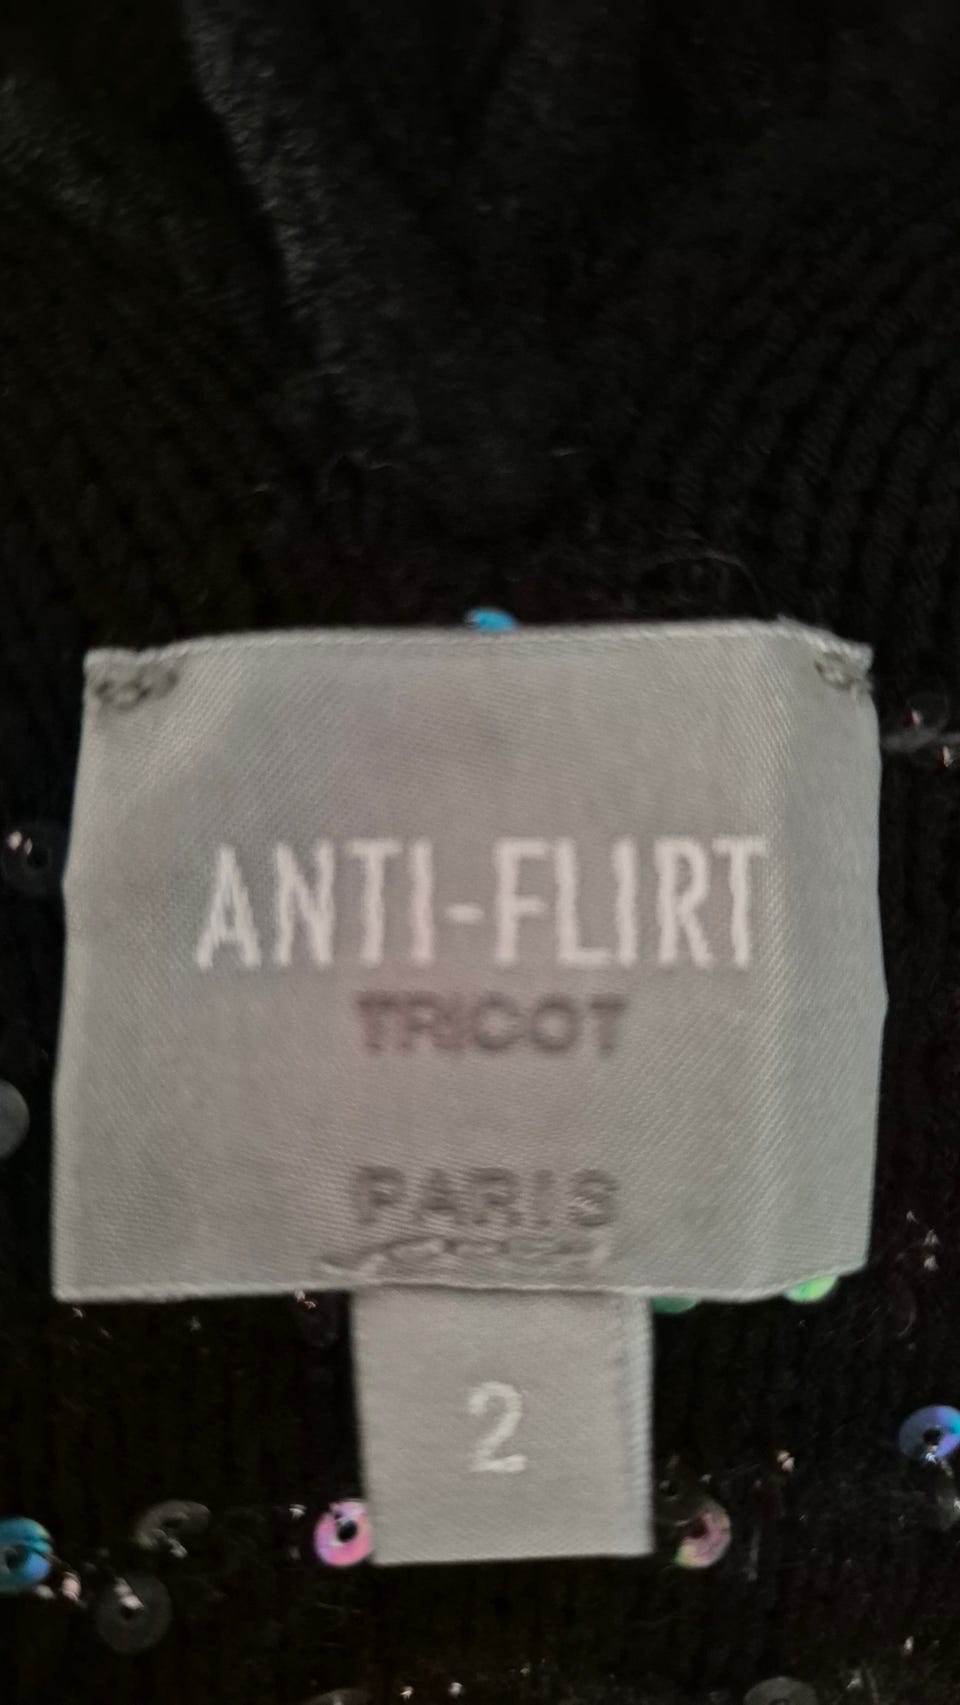 ANTI-FLIRT
TRICOT
PARIS
2